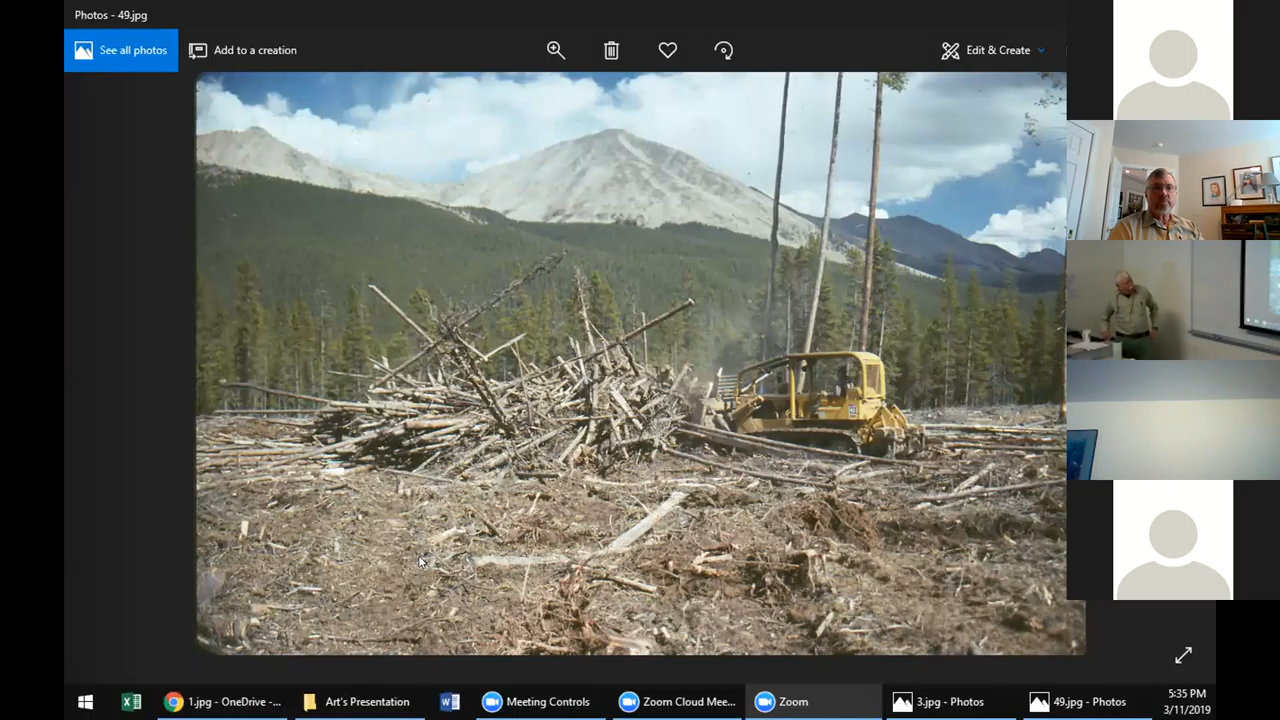 Photos - 49.jpg
See all photos
Add to a creation
Edit & Create
1.jpg - OneDrive -...
Art's Presentation
Meeting Controls
Zoom Cloud Mee...
Zoom
3.jpg - Photos
49.jpg - Photos
5:35 PM
3/11/2019